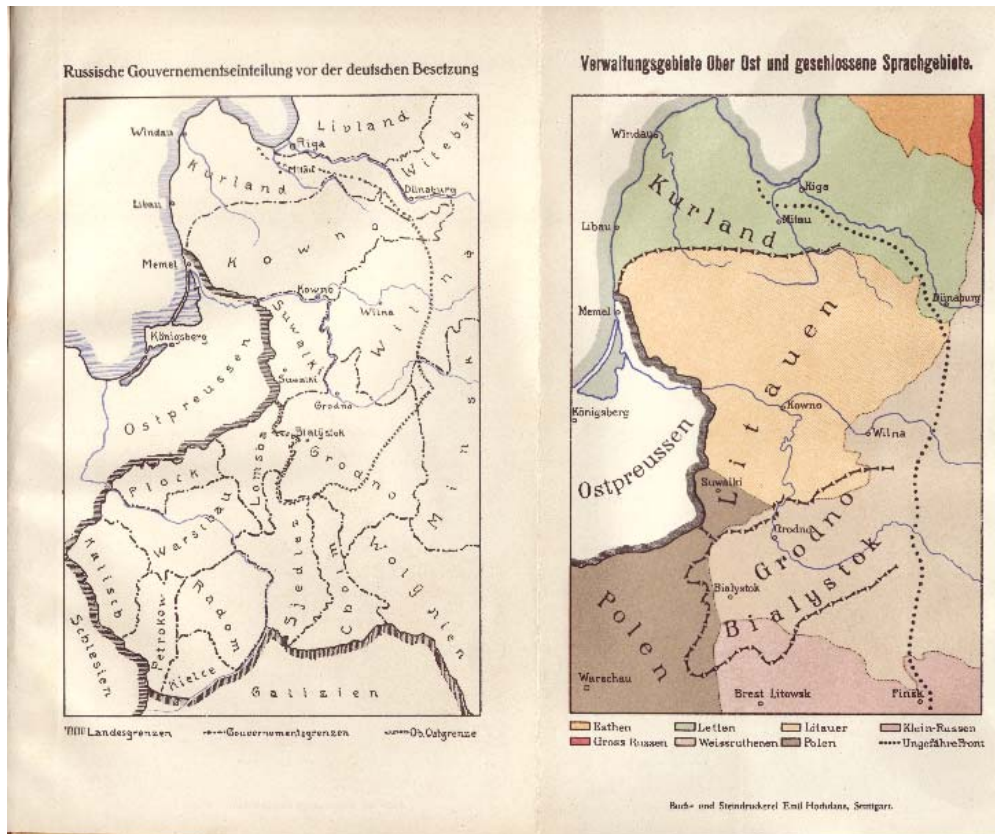 Russische Gouvernementseinteilung vor der deutschen Besetzung
Windau
Livland
Riga
Mitau
Witebsk
Kurland
Dünaburg
Libau
Kowno
Memel
Kowno
Wilna
Wilna
Suwalki
Königsberg
Suwalki
Grodno
Ostpreussen
Bialystok
Lomsha
Grodno
Minsk
Plock
Warschau
Kalisch
Sjedlez
Cholm
Wolynien
Radom
Petrokow
Kielce
Schlesien
Galizien
Landesgrenzen
Gouvernementsgrenzen
Ob. Ostgrenze
Verwaltungsgebiete Ober Ost und geschlossene Sprachgebiete.
Windau
Riga
Kurland
Mitau
Libau
Dünaburg
Memel
Litauen
Königsberg
Kowno
Wilna
Ostpreussen
Suwalki
Grodno
Grodno
Bialystok
Bialystok
Polen
Warschau
Brest Litowsk
Pinsk
Esthen Letten Litauer Klein-Russen
Gross Russen Weissruthenen Polen Ungefähre Front
Buch- und Steindruckerei Emil Hochdanz, Stuttgart.